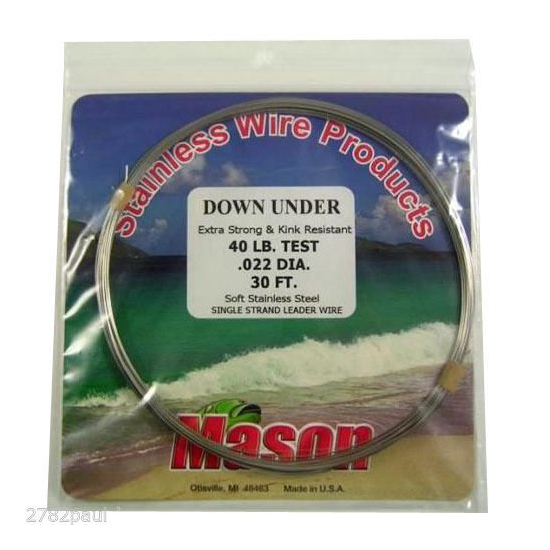 Stainless Wire Products
DOWN UNDER
Extra Strong & Kink Resistant
40 LB. TEST
.022 DIA.
30 FT.
Soft Stainless Steel
SINGLE STRAND LEADER WIRE
Mason
Otisville, MI 48463 Made in U.S.A.
2782paul